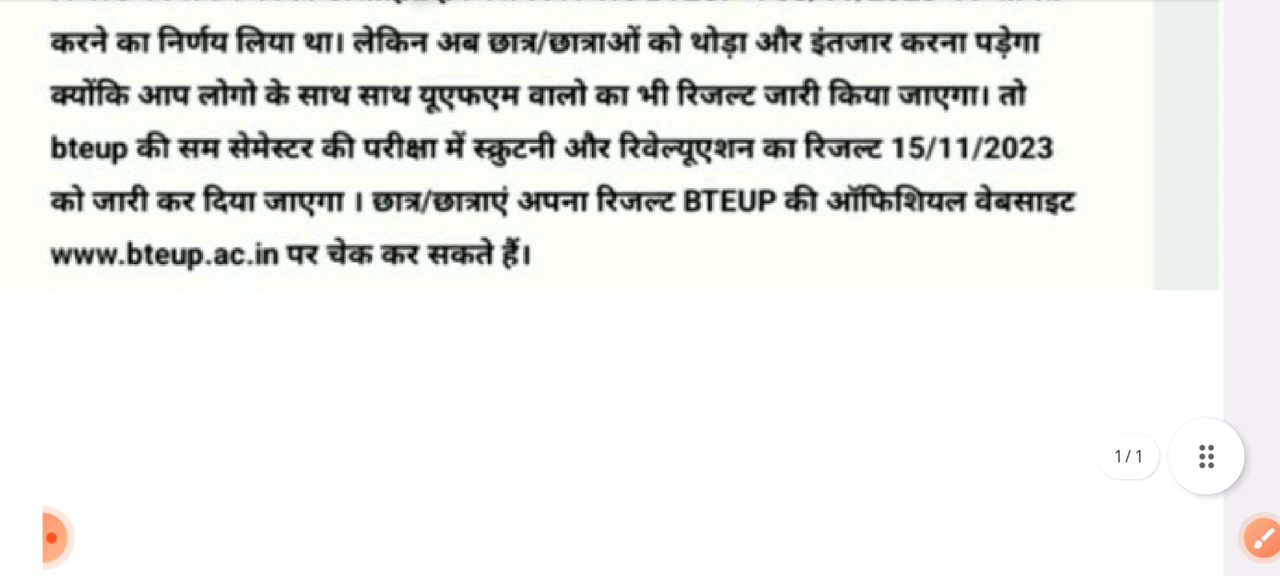 करने का निर्णय लिया था। लेकिन अब छात्र/छात्राओं को थोड़ा और इंतजार करना पड़ेगा
क्योंकि आप लोगो के साथ साथ यूएफएम वालो का भी रिजल्ट जारी किया जाएगा। तो
bteup की सम सेमेस्टर की परीक्षा में स्क्रुटनी और रिवेल्यूएशन का रिजल्ट 15/11/2023
को जारी कर दिया जाएगा । छात्र/छात्राएं अपना रिजल्ट BTEUP की ऑफिशियल वेबसाइट
www.bteup.ac.in पर चेक कर सकते हैं।
1/1